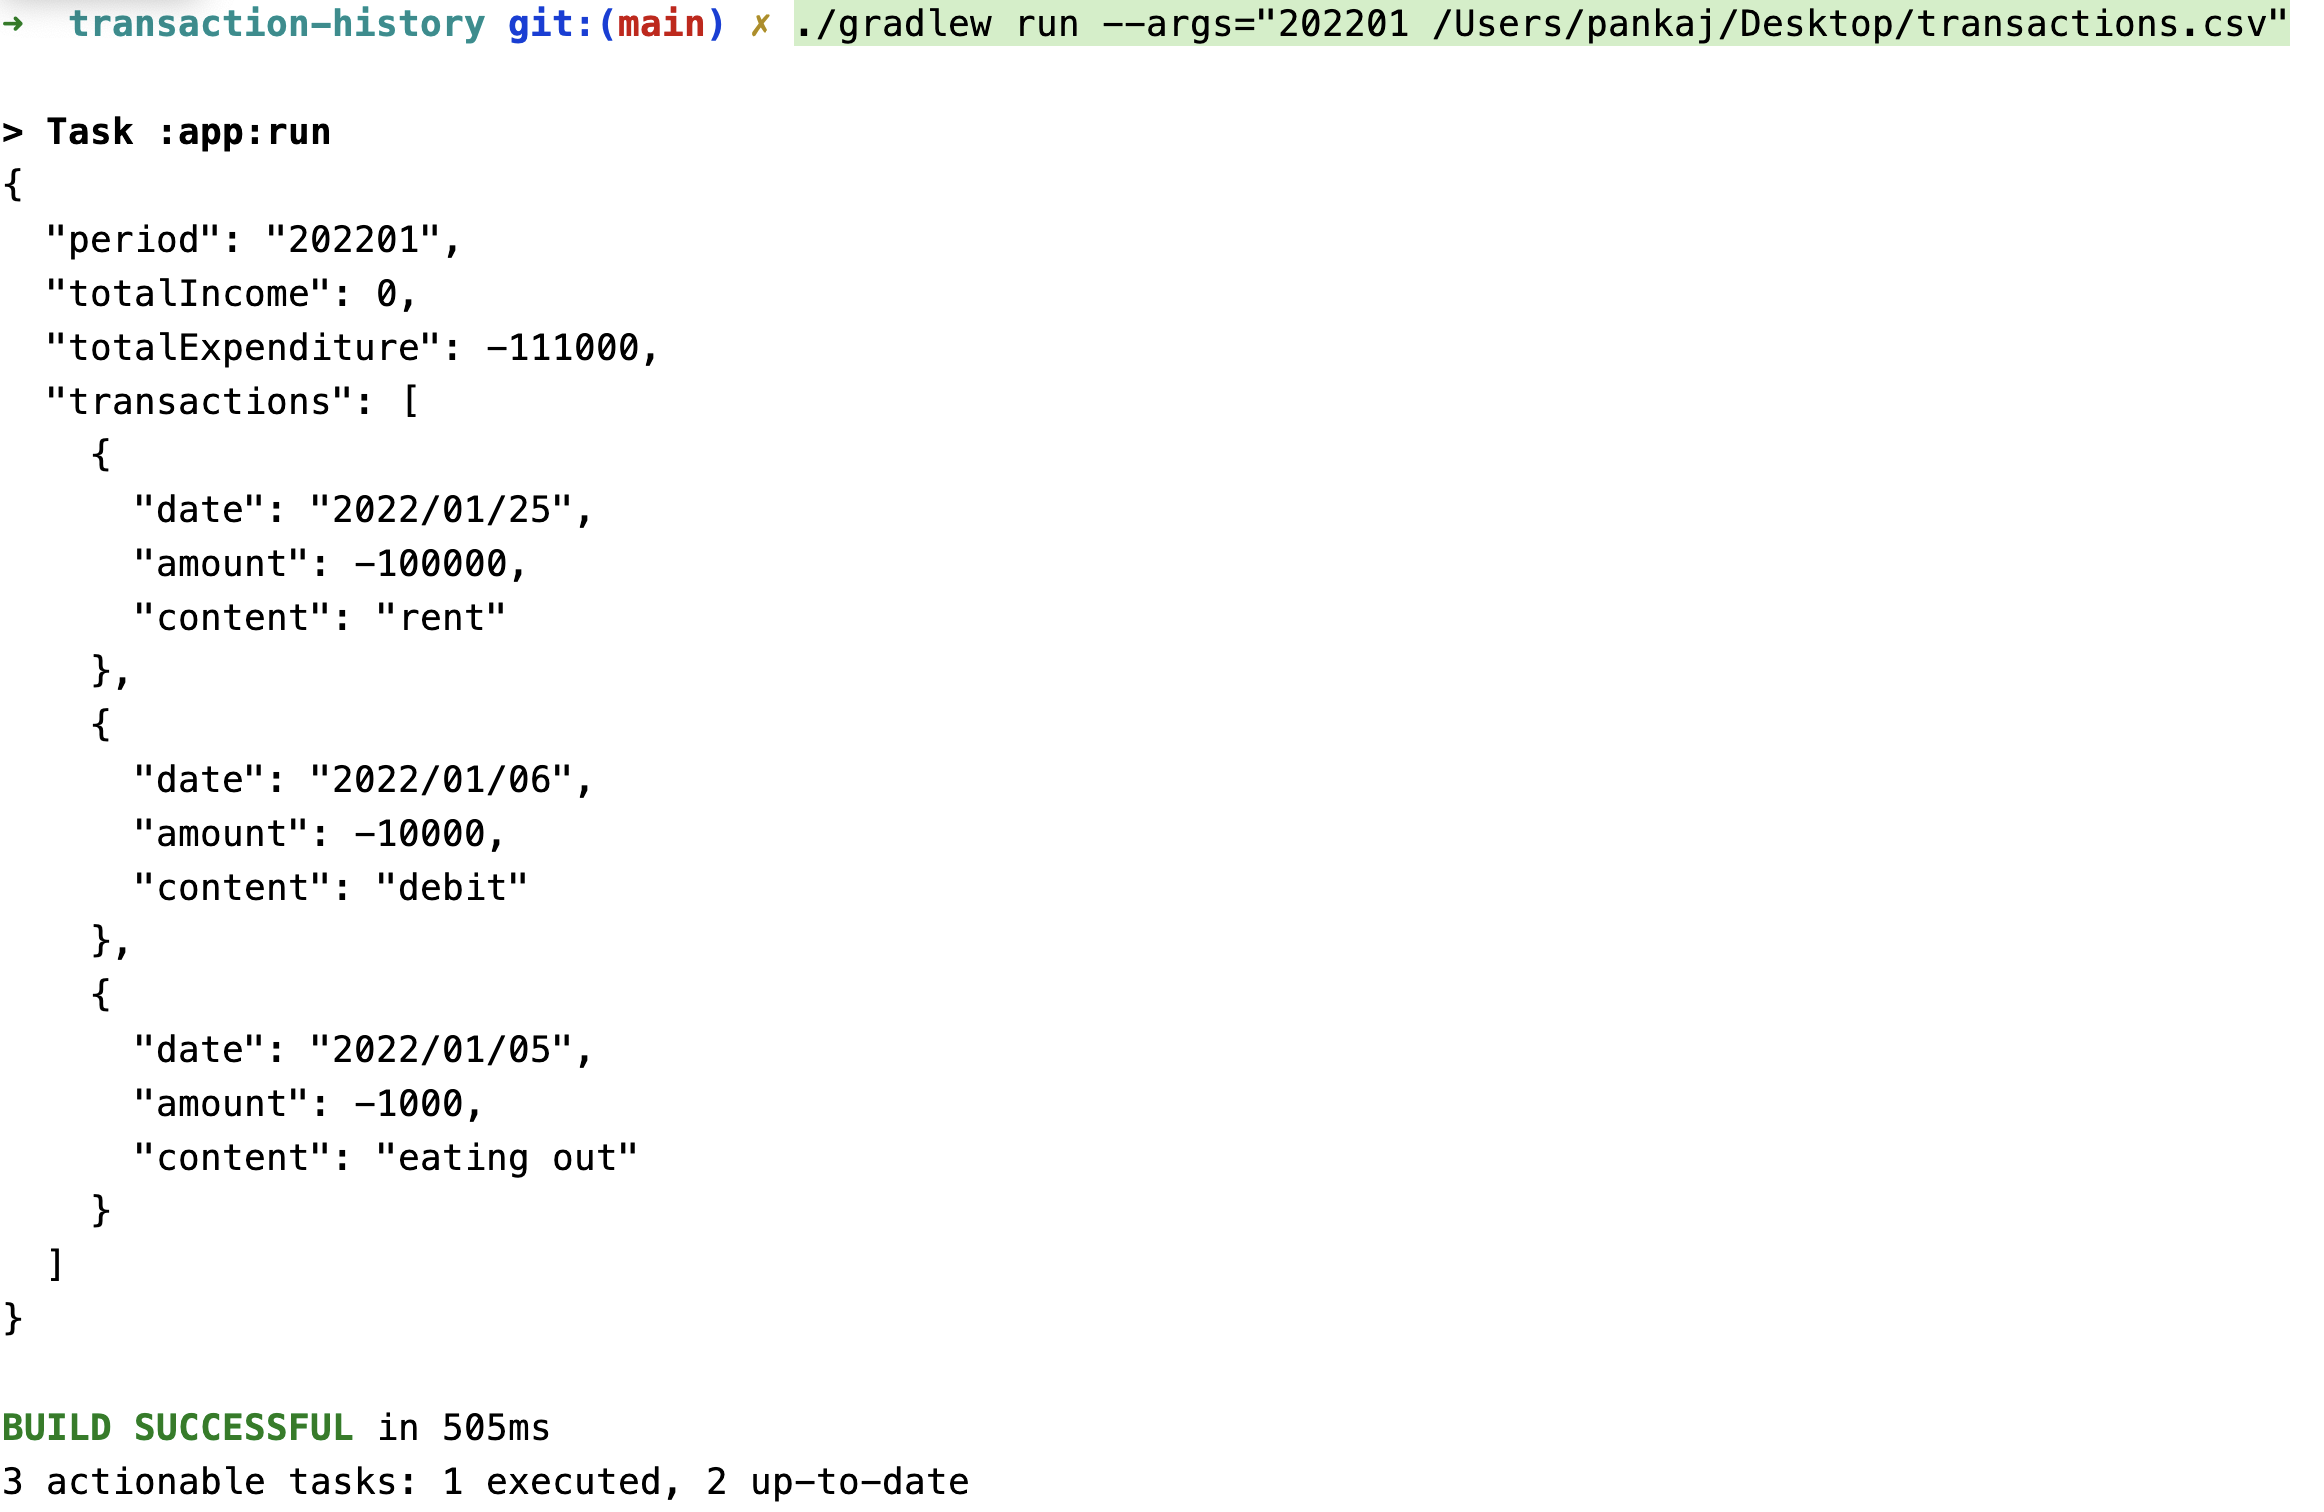 ➜  transaction-history git:(main) ✗ ./gradlew run --args="202201 /Users/pankaj/Desktop/transactions.csv"

> Task :app:run
{
  "period": "202201",
  "totalIncome": 0,
  "totalExpenditure": -111000,
  "transactions": [
    {
      "date": "2022/01/25",
      "amount": -100000,
      "content": "rent"
    },
    {
      "date": "2022/01/06",
      "amount": -10000,
      "content": "debit"
    },
    {
      "date": "2022/01/05",
      "amount": -1000,
      "content": "eating out"
    }
  ]
}

BUILD SUCCESSFUL in 505ms
3 actionable tasks: 1 executed, 2 up-to-date